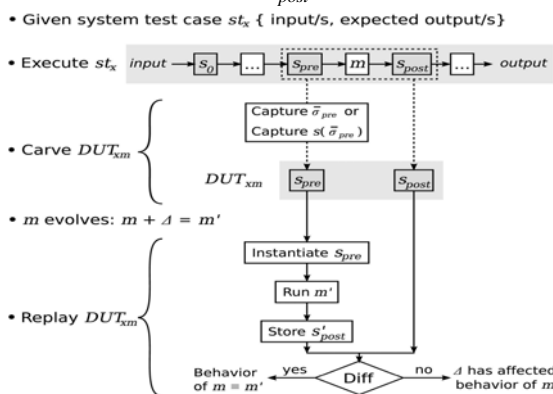 post
• Given system test case st_x { input/s, expected output/s}
• Execute st_x input s_0 ... s_pre m s_post ... output
Capture σ̄_pre or
Capture s(σ̄_pre)
• Carve DUT_xm
DUT_xm s_pre s_post
• m evolves: m + Δ = m'
Instantiate s_pre
Run m'
• Replay DUT_xm
Store s'_post
Behavior of m = m' yes Diff no Δ has affected behavior of m